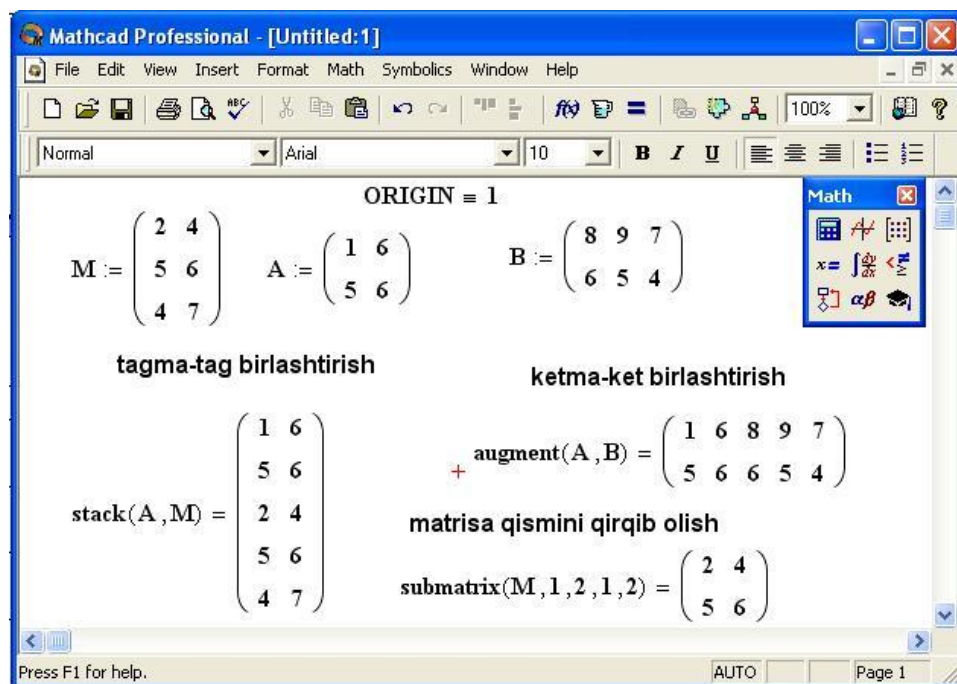 Mathcad Professional - [Untitled:1]
File Edit View Insert Format Math Symbolics Window Help
ABC f(x) = 100% ?
Normal Arial 10 B I U
ORIGIN ≡ 1
Math
x= ∫ dy/dx < ≠ ≥
αβ
M := ( 2 4
5 6
4 7 )
A := ( 1 6
5 6 )
B := ( 8 9 7
6 5 4 )
tagma-tag birlashtirish
ketma-ket birlashtirish
stack(A,M) = ( 1 6
5 6
2 4
5 6
4 7 )
+ augment(A,B) = ( 1 6 8 9 7
5 6 6 5 4 )
matrisa qismini qirqib olish
submatrix(M,1,2,1,2) = ( 2 4
5 6 )
Press F1 for help. AUTO Page 1